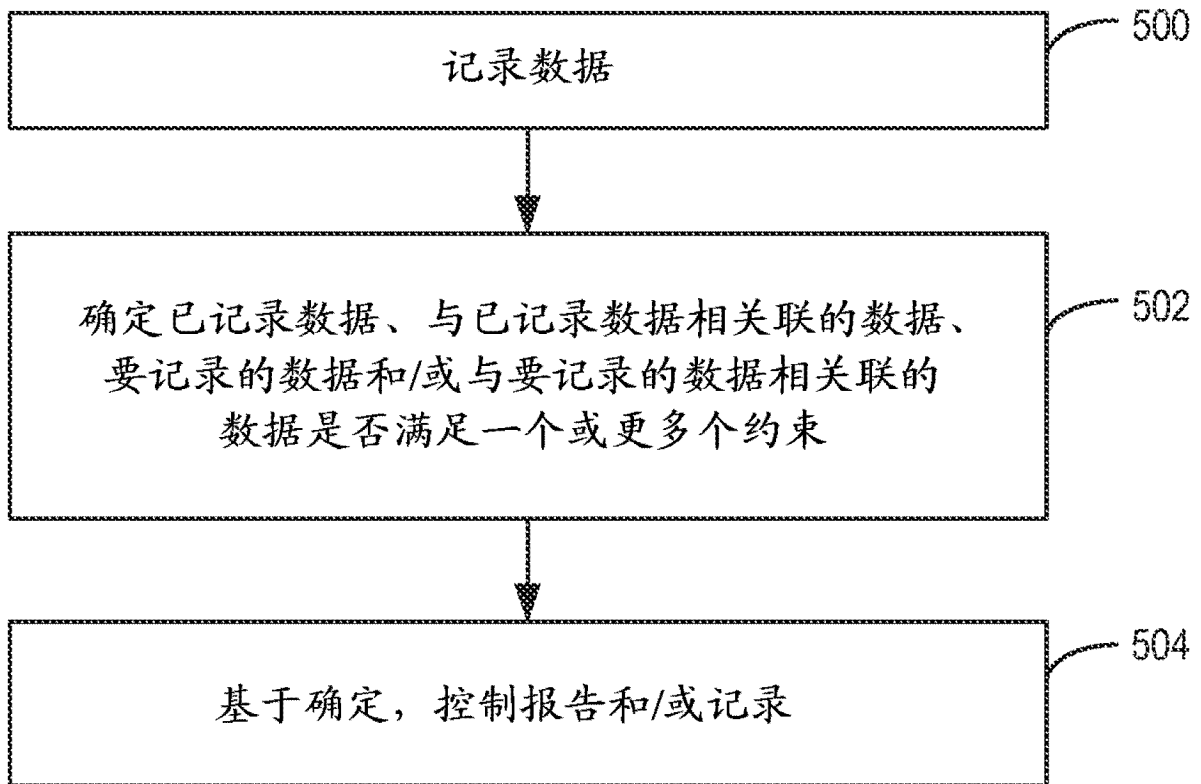 记录数据
500
确定已记录数据、与已记录数据相关联的数据、
要记录的数据和/或与要记录的数据相关联的
数据是否满足一个或更多个约束
502
基于确定，控制报告和/或记录
504